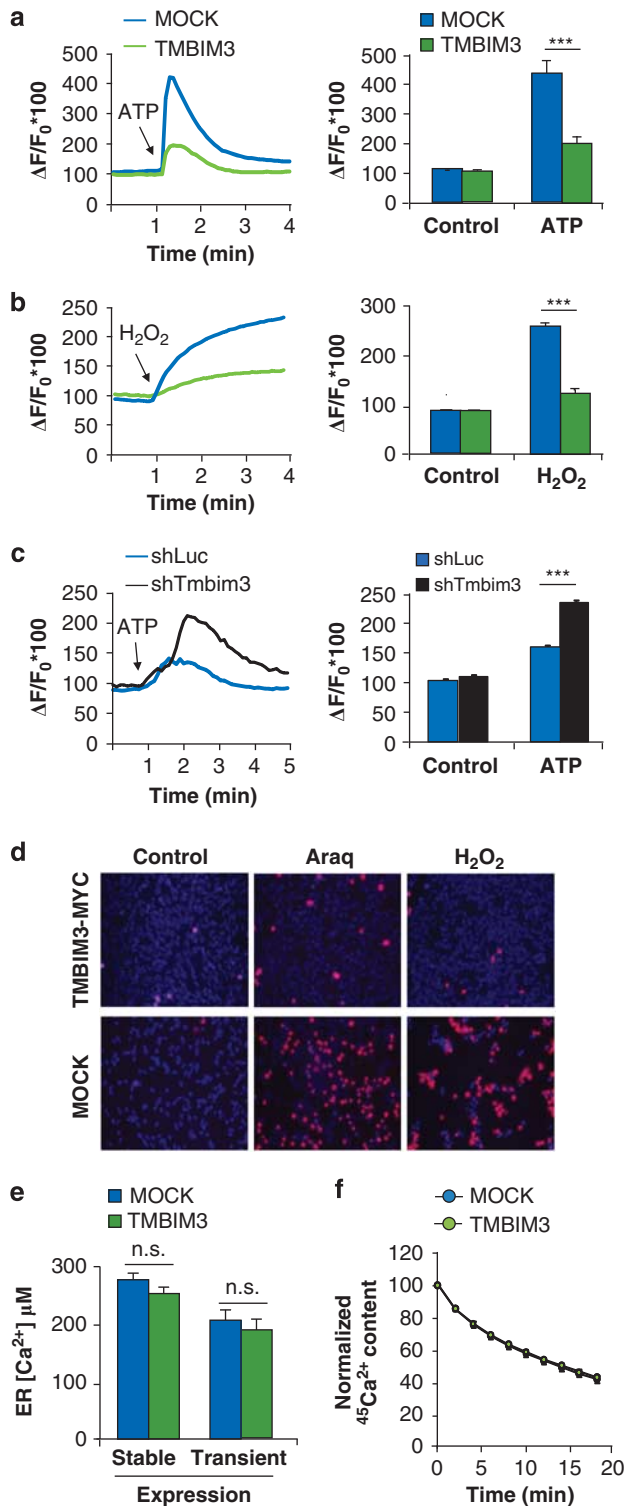 a
MOCK
TMBIM3
ΔF/F0*100
500
400
300
200
100
0
ATP
0 1 2 3 4
Time (min)
MOCK
TMBIM3
ΔF/F0*100
500
400
300
200
100
0
***
Control ATP
b
ΔF/F0*100
250
200
150
100
50
0
H2O2
0 1 2 3 4
Time (min)
ΔF/F0*100
300
200
100
0
***
Control H2O2
c
shLuc
shTmbim3
ΔF/F0*100
300
250
200
150
100
50
0
ATP
0 1 2 3 4 5
Time (min)
shLuc
shTmbim3
ΔF/F0*100
250
200
150
100
50
0
***
Control ATP
d
Control Araq H2O2
TMBIM3-MYC
MOCK
e
MOCK
TMBIM3
ER [Ca2+] μM
300
200
100
0
n.s.
n.s.
Stable Transient
Expression
f
MOCK
TMBIM3
Normalized
45Ca2+ content
120
100
80
60
40
20
0
0 5 10 15 20
Time (min)